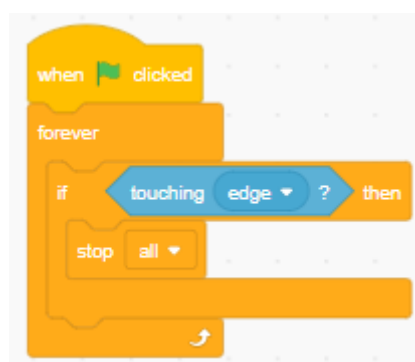 when clicked
forever
if touching edge ? then
stop all